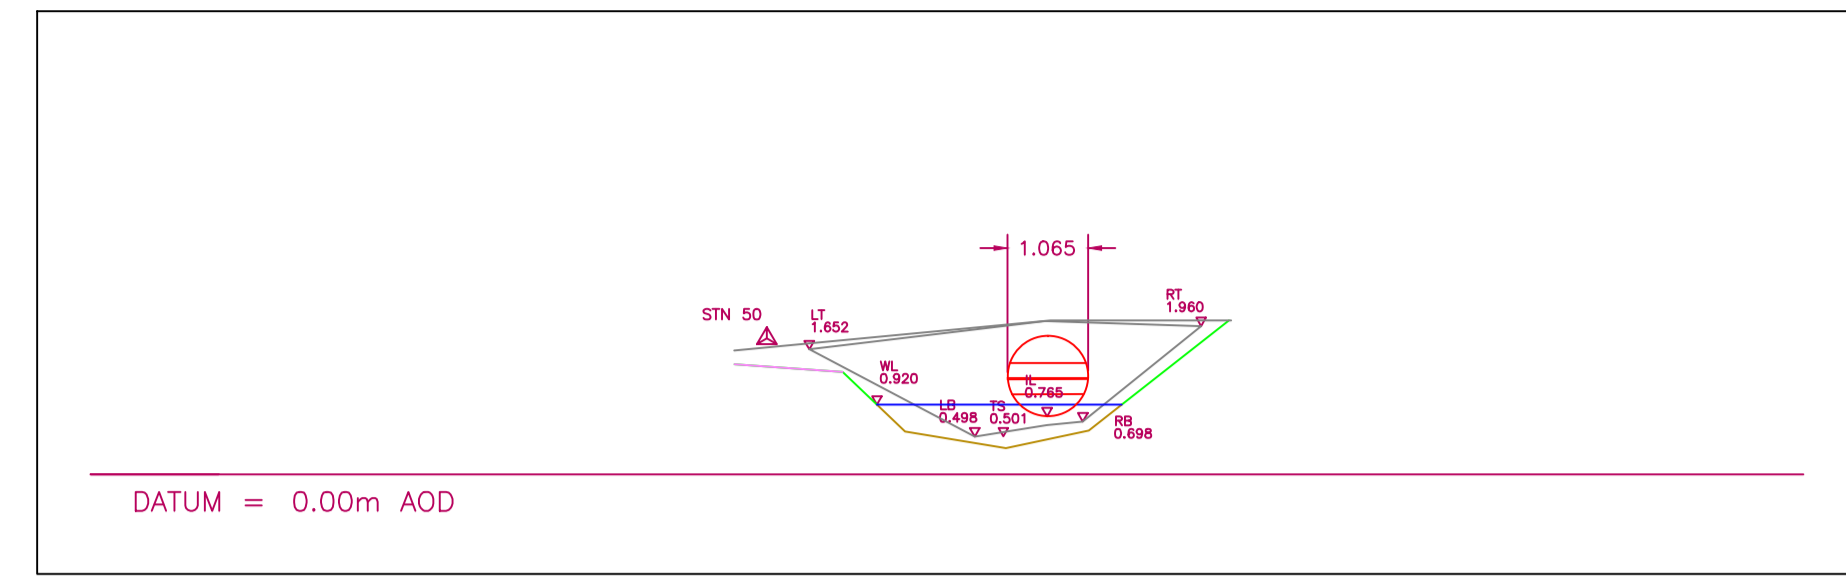 1.065
RT
1.960
STN 50
LT
1.652
WL
0.920
IL
0.765
LB
0.498
TS
0.501
RB
0.698
DATUM = 0.00m AOD